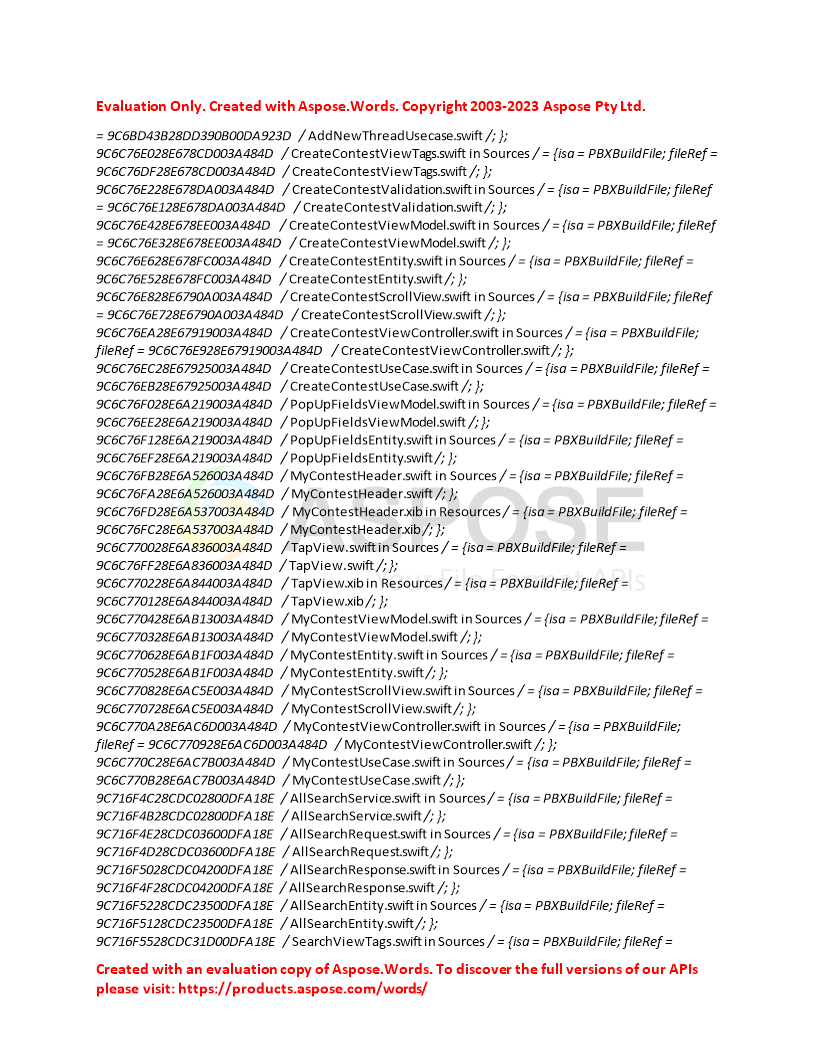 Evaluation Only. Created with Aspose.Words. Copyright 2003-2023 Aspose Pty Ltd.
= 9C6BD43B28DD390B00DA923D / AddNewThreadUsecase.swift /; };
9C6C76E028E678CD003A484D / CreateContestViewTags.swift in Sources / = {isa = PBXBuildFile; fileRef =
9C6C76DF28E678CD003A484D / CreateContestViewTags.swift /; };
9C6C76E228E678DA003A484D / CreateContestValidation.swift in Sources / = {isa = PBXBuildFile; fileRef
= 9C6C76E128E678DA003A484D / CreateContestValidation.swift /; };
9C6C76E428E678EE003A484D / CreateContestViewModel.swift in Sources / = {isa = PBXBuildFile; fileRef
= 9C6C76E328E678EE003A484D / CreateContestViewModel.swift /; };
9C6C76E628E678FC003A484D / CreateContestEntity.swift in Sources / = {isa = PBXBuildFile; fileRef =
9C6C76E528E678FC003A484D / CreateContestEntity.swift /; };
9C6C76E828E6790A003A484D / CreateContestScrollView.swift in Sources / = {isa = PBXBuildFile; fileRef
= 9C6C76E728E6790A003A484D / CreateContestScrollView.swift /; };
9C6C76EA28E67919003A484D / CreateContestViewController.swift in Sources / = {isa = PBXBuildFile;
fileRef = 9C6C76E928E67919003A484D / CreateContestViewController.swift /; };
9C6C76EC28E67925003A484D / CreateContestUseCase.swift in Sources / = {isa = PBXBuildFile; fileRef =
9C6C76EB28E67925003A484D / CreateContestUseCase.swift /; };
9C6C76F028E6A219003A484D / PopUpFieldsViewModel.swift in Sources / = {isa = PBXBuildFile; fileRef =
9C6C76EE28E6A219003A484D / PopUpFieldsViewModel.swift /; };
9C6C76F128E6A219003A484D / PopUpFieldsEntity.swift in Sources / = {isa = PBXBuildFile; fileRef =
9C6C76EF28E6A219003A484D / PopUpFieldsEntity.swift /; };
9C6C76FB28E6A526003A484D / MyContestHeader.swift in Sources / = {isa = PBXBuildFile; fileRef =
9C6C76FA28E6A526003A484D / MyContestHeader.swift /; };
9C6C76FD28E6A537003A484D / MyContestHeader.xib in Resources / = {isa = PBXBuildFile; fileRef =
9C6C76FC28E6A537003A484D / MyContestHeader.xib /; };
9C6C770028E6A836003A484D / TapView.swift in Sources / = {isa = PBXBuildFile; fileRef =
9C6C76FF28E6A836003A484D / TapView.swift /; };
9C6C770228E6A844003A484D / TapView.xib in Resources / = {isa = PBXBuildFile; fileRef =
9C6C770128E6A844003A484D / TapView.xib /; };
9C6C770428E6AB13003A484D / MyContestViewModel.swift in Sources / = {isa = PBXBuildFile; fileRef =
9C6C770328E6AB13003A484D / MyContestViewModel.swift /; };
9C6C770628E6AB1F003A484D / MyContestEntity.swift in Sources / = {isa = PBXBuildFile; fileRef =
9C6C770528E6AB1F003A484D / MyContestEntity.swift /; };
9C6C770828E6AC5E003A484D / MyContestScrollView.swift in Sources / = {isa = PBXBuildFile; fileRef =
9C6C770728E6AC5E003A484D / MyContestScrollView.swift /; };
9C6C770A28E6AC6D003A484D / MyContestViewController.swift in Sources / = {isa = PBXBuildFile;
fileRef = 9C6C770928E6AC6D003A484D / MyContestViewController.swift /; };
9C6C770C28E6AC7B003A484D / MyContestUseCase.swift in Sources / = {isa = PBXBuildFile; fileRef =
9C6C770B28E6AC7B003A484D / MyContestUseCase.swift /; };
9C716F4C28CDC02800DFA18E / AllSearchService.swift in Sources / = {isa = PBXBuildFile; fileRef =
9C716F4B28CDC02800DFA18E / AllSearchService.swift /; };
9C716F4E28CDC03600DFA18E / AllSearchRequest.swift in Sources / = {isa = PBXBuildFile; fileRef =
9C716F4D28CDC03600DFA18E / AllSearchRequest.swift /; };
9C716F5028CDC04200DFA18E / AllSearchResponse.swift in Sources / = {isa = PBXBuildFile; fileRef =
9C716F4F28CDC04200DFA18E / AllSearchResponse.swift /; };
9C716F5228CDC23500DFA18E / AllSearchEntity.swift in Sources / = {isa = PBXBuildFile; fileRef =
9C716F5128CDC23500DFA18E / AllSearchEntity.swift /; };
9C716F5528CDC31D00DFA18E / SearchViewTags.swift in Sources / = {isa = PBXBuildFile; fileRef =
Created with an evaluation copy of Aspose.Words. To discover the full versions of our APIs
please visit: https://products.aspose.com/words/
ASPOSE
Your File Format APIs